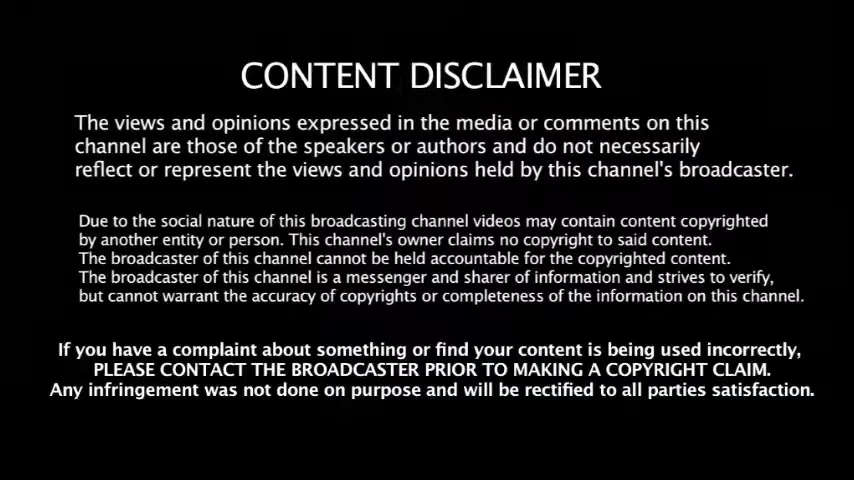 CONTENT DISCLAIMER
The views and opinions expressed in the media or comments on this
channel are those of the speakers or authors and do not necessarily
reflect or represent the views and opinions held by this channel's broadcaster.
Due to the social nature of this broadcasting channel videos may contain content copyrighted
by another entity or person. This channel's owner claims no copyright to said content.
The broadcaster of this channel cannot be held accountable for the copyrighted content.
The broadcaster of this channel is a messenger and sharer of information and strives to verify,
but cannot warrant the accuracy of copyrights or completeness of the information on this channel.
If you have a complaint about something or find your content is being used incorrectly,
PLEASE CONTACT THE BROADCASTER PRIOR TO MAKING A COPYRIGHT CLAIM.
Any infringement was not done on purpose and will be rectified to all parties satisfaction.